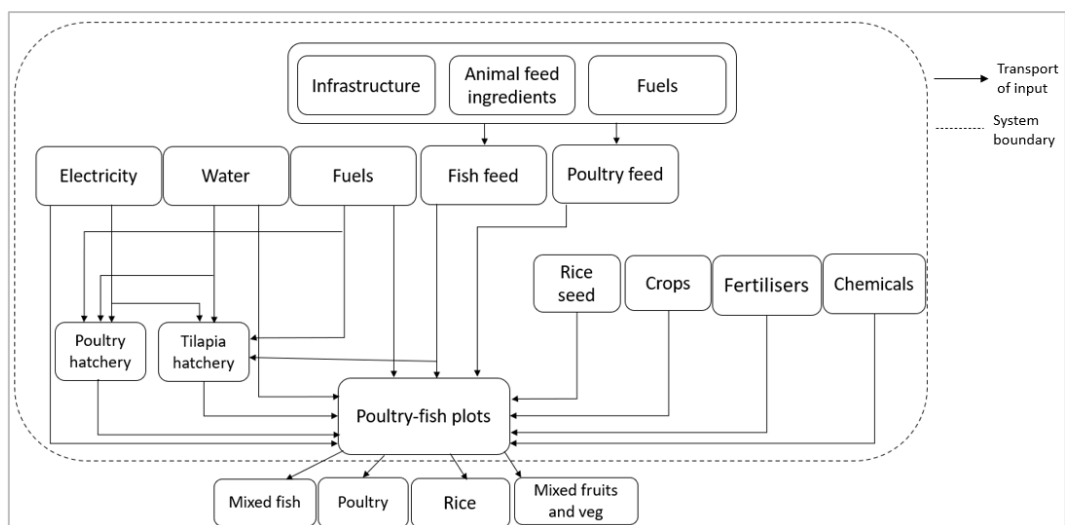 Infrastructure
Animal feed
ingredients
Fuels
Transport
of input
System
boundary
Electricity
Water
Fuels
Fish feed
Poultry feed
Rice
seed
Crops
Fertilisers
Chemicals
Poultry
hatchery
Tilapia
hatchery
Poultry-fish plots
Mixed fish
Poultry
Rice
Mixed fruits
and veg